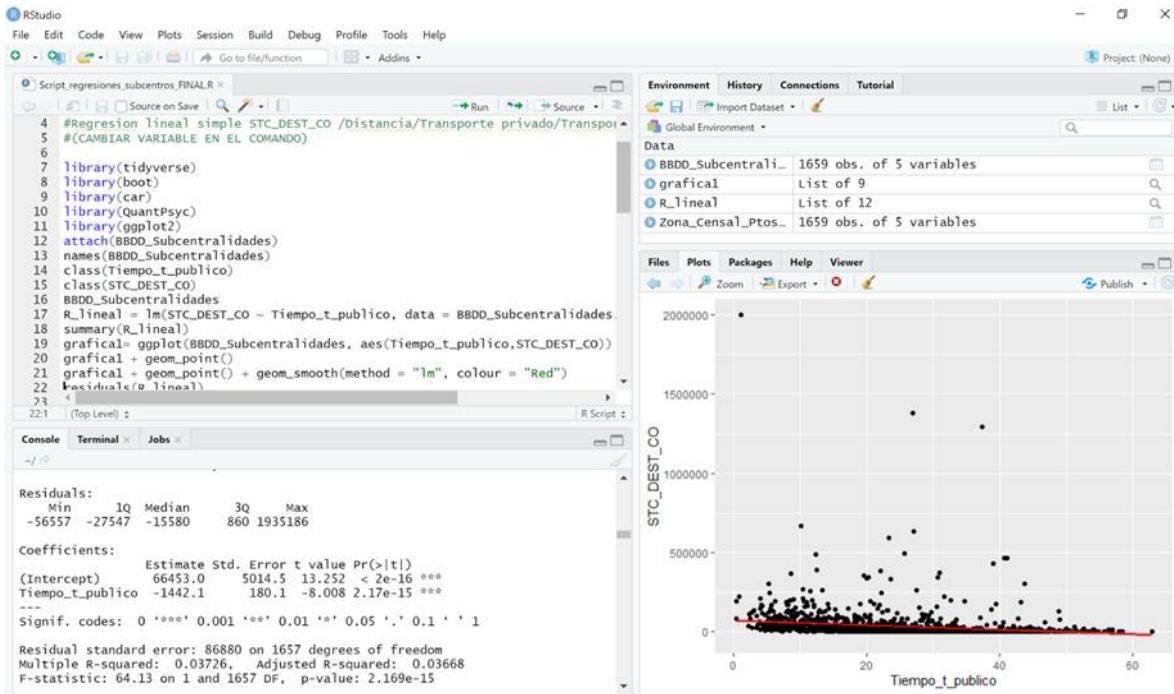 RStudio
File Edit Code View Plots Session Build Debug Profile Tools Help
Go to file/function Addins
Project: (None)
Script_regresiones_subcentros_FINAL.R
Source on Save Run Source
4 #Regresion lineal simple STC_DEST_CO /Distancia/Transporte privado/Transpor
5 #(CAMBIAR VARIABLE EN EL COMANDO)
6
7 library(tidyverse)
8 library(boot)
9 library(car)
10 library(QuantPsyc)
11 library(ggplot2)
12 attach(BBDD_Subcentralidades)
13 names(BBDD_Subcentralidades)
14 class(Tiempo_t_publico)
15 class(STC_DEST_CO)
16 BBDD_Subcentralidades
17 R_lineal = lm(STC_DEST_CO ~ Tiempo_t_publico, data = BBDD_Subcentralidades
18 summary(R_lineal)
19 grafica1= ggplot(BBDD_Subcentralidades, aes(Tiempo_t_publico,STC_DEST_CO))
20 grafica1 + geom_point()
21 grafica1 + geom_point() + geom_smooth(method = "lm", colour = "Red")
22 residuals(R_lineal)
23
22:1 (Top Level) R Script
Console Terminal Jobs
~/
Residuals:
Min 1Q Median 3Q Max
-56557 -27547 -15580 860 1935186
Coefficients:
Estimate Std. Error t value Pr(>|t|)
(Intercept) 66453.0 5014.5 13.252 < 2e-16 ***
Tiempo_t_publico -1442.1 180.1 -8.008 2.17e-15 ***
---
Signif. codes: 0 '***' 0.001 '**' 0.01 '*' 0.05 '.' 0.1 ' ' 1
Residual standard error: 86880 on 1657 degrees of freedom
Multiple R-squared: 0.03726, Adjusted R-squared: 0.03668
F-statistic: 64.13 on 1 and 1657 DF, p-value: 2.169e-15
Environment History Connections Tutorial
Import Dataset List
Global Environment
Data
BBDD_Subcentrali… 1659 obs. of 5 variables
grafica1 List of 9
R_lineal List of 12
Zona_Censal_Ptos… 1659 obs. of 5 variables
Files Plots Packages Help Viewer
Zoom Export Publish
2000000
1500000
1000000
500000
0
STC_DEST_CO
0 20 40 60
Tiempo_t_publico